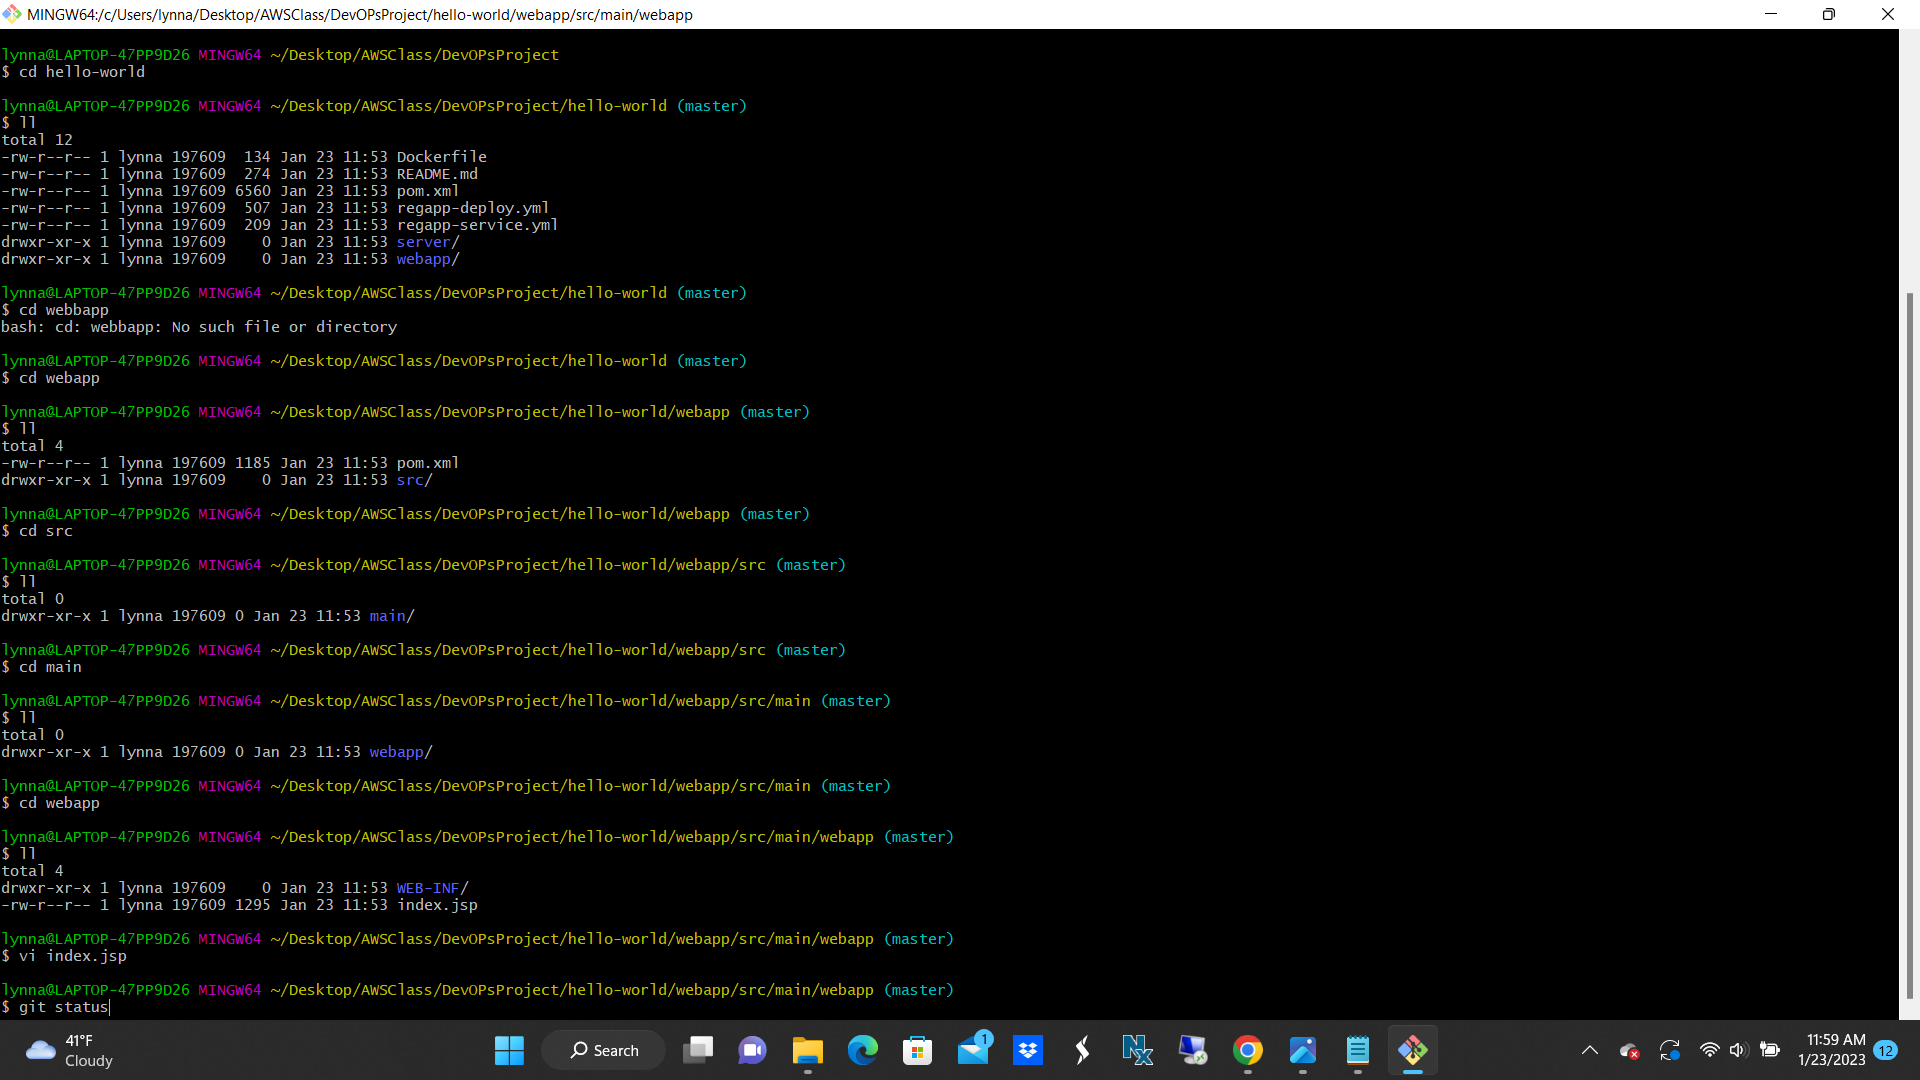 MINGW64:/c/Users/lynna/Desktop/AWSClass/DevOPsProject/hello-world/webapp/src/main/webapp
lynna@LAPTOP-47PP9D26 MINGW64 ~/Desktop/AWSClass/DevOPsProject
$ cd hello-world
lynna@LAPTOP-47PP9D26 MINGW64 ~/Desktop/AWSClass/DevOPsProject/hello-world (master)
$ ll
total 12
-rw-r--r-- 1 lynna 197609  134 Jan 23 11:53 Dockerfile
-rw-r--r-- 1 lynna 197609  274 Jan 23 11:53 README.md
-rw-r--r-- 1 lynna 197609 6560 Jan 23 11:53 pom.xml
-rw-r--r-- 1 lynna 197609  507 Jan 23 11:53 regapp-deploy.yml
-rw-r--r-- 1 lynna 197609  209 Jan 23 11:53 regapp-service.yml
drwxr-xr-x 1 lynna 197609    0 Jan 23 11:53 server/
drwxr-xr-x 1 lynna 197609    0 Jan 23 11:53 webapp/
lynna@LAPTOP-47PP9D26 MINGW64 ~/Desktop/AWSClass/DevOPsProject/hello-world (master)
$ cd webbapp
bash: cd: webbapp: No such file or directory
lynna@LAPTOP-47PP9D26 MINGW64 ~/Desktop/AWSClass/DevOPsProject/hello-world (master)
$ cd webapp
lynna@LAPTOP-47PP9D26 MINGW64 ~/Desktop/AWSClass/DevOPsProject/hello-world/webapp (master)
$ ll
total 4
-rw-r--r-- 1 lynna 197609 1185 Jan 23 11:53 pom.xml
drwxr-xr-x 1 lynna 197609    0 Jan 23 11:53 src/
lynna@LAPTOP-47PP9D26 MINGW64 ~/Desktop/AWSClass/DevOPsProject/hello-world/webapp (master)
$ cd src
lynna@LAPTOP-47PP9D26 MINGW64 ~/Desktop/AWSClass/DevOPsProject/hello-world/webapp/src (master)
$ ll
total 0
drwxr-xr-x 1 lynna 197609 0 Jan 23 11:53 main/
lynna@LAPTOP-47PP9D26 MINGW64 ~/Desktop/AWSClass/DevOPsProject/hello-world/webapp/src (master)
$ cd main
lynna@LAPTOP-47PP9D26 MINGW64 ~/Desktop/AWSClass/DevOPsProject/hello-world/webapp/src/main (master)
$ ll
total 0
drwxr-xr-x 1 lynna 197609 0 Jan 23 11:53 webapp/
lynna@LAPTOP-47PP9D26 MINGW64 ~/Desktop/AWSClass/DevOPsProject/hello-world/webapp/src/main (master)
$ cd webapp
lynna@LAPTOP-47PP9D26 MINGW64 ~/Desktop/AWSClass/DevOPsProject/hello-world/webapp/src/main/webapp (master)
$ ll
total 4
drwxr-xr-x 1 lynna 197609    0 Jan 23 11:53 WEB-INF/
-rw-r--r-- 1 lynna 197609 1295 Jan 23 11:53 index.jsp
lynna@LAPTOP-47PP9D26 MINGW64 ~/Desktop/AWSClass/DevOPsProject/hello-world/webapp/src/main/webapp (master)
$ vi index.jsp
lynna@LAPTOP-47PP9D26 MINGW64 ~/Desktop/AWSClass/DevOPsProject/hello-world/webapp/src/main/webapp (master)
$ git status
41°F
Cloudy
Search
1
Nx
11:59 AM
1/23/2023
12